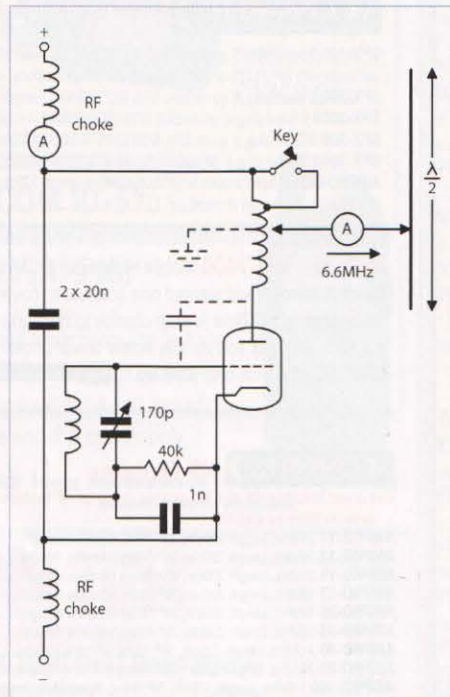 +
RF
choke
A
Key
A
6.6MHz
λ
2
2 x 20n
170p
40k
1n
RF
choke
−